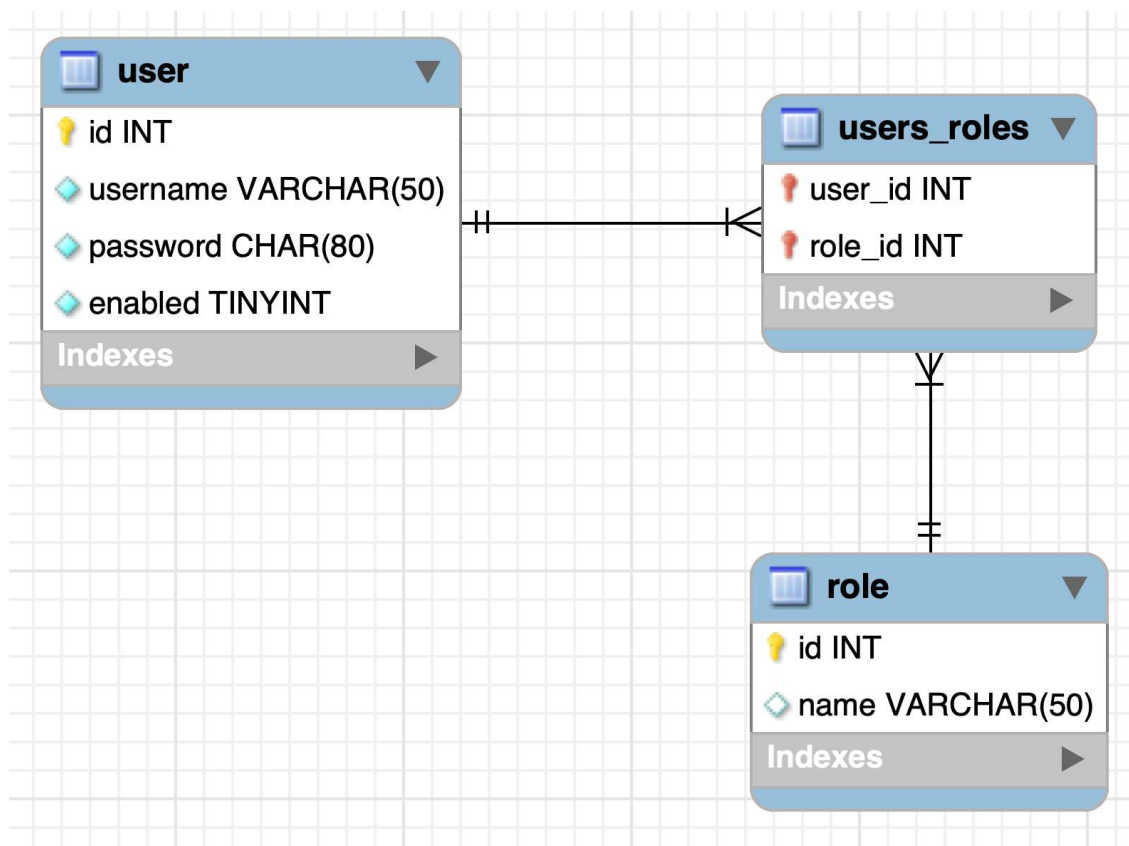 user
id INT
username VARCHAR(50)
password CHAR(80)
enabled TINYINT
Indexes
users_roles
user_id INT
role_id INT
Indexes
role
id INT
name VARCHAR(50)
Indexes